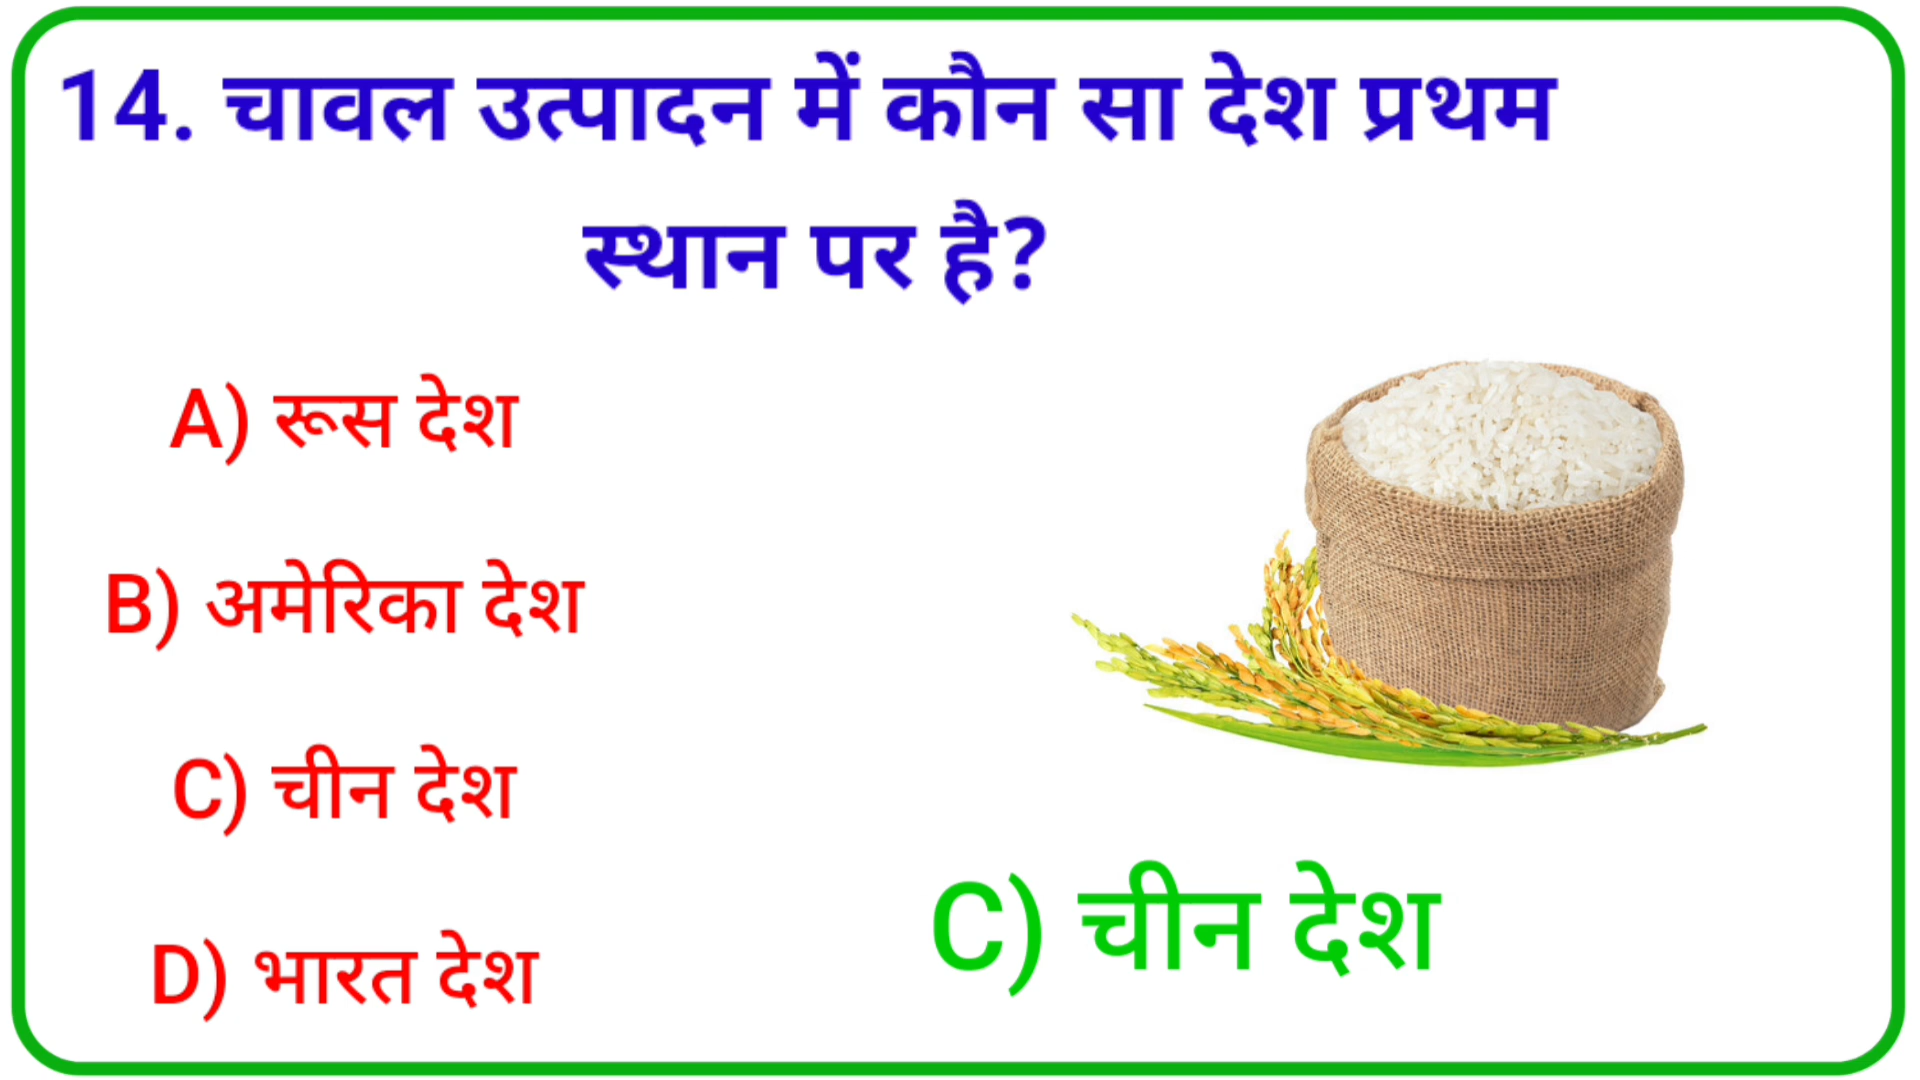 14. चावल उत्पादन में कौन सा देश प्रथम
स्थान पर है?
A) रूस देश
B) अमेरिका देश
C) चीन देश
D) भारत देश
C) चीन देश